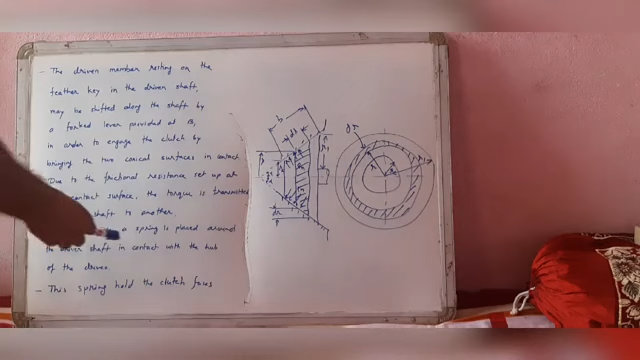 - The driven member resting on the
feather key in the driven shaft,
may be shifted along the shaft by
a forked lever provided at B,
in order to engage the clutch by
bringing the two conical surfaces in contact
Due to the frictional resistance set up at
contact surface, the torque is transmitted
shaft to another,
a spring is placed around
the driver shaft in contact with the hub
of the driven.
- This spring held the clutch faces
b
dr